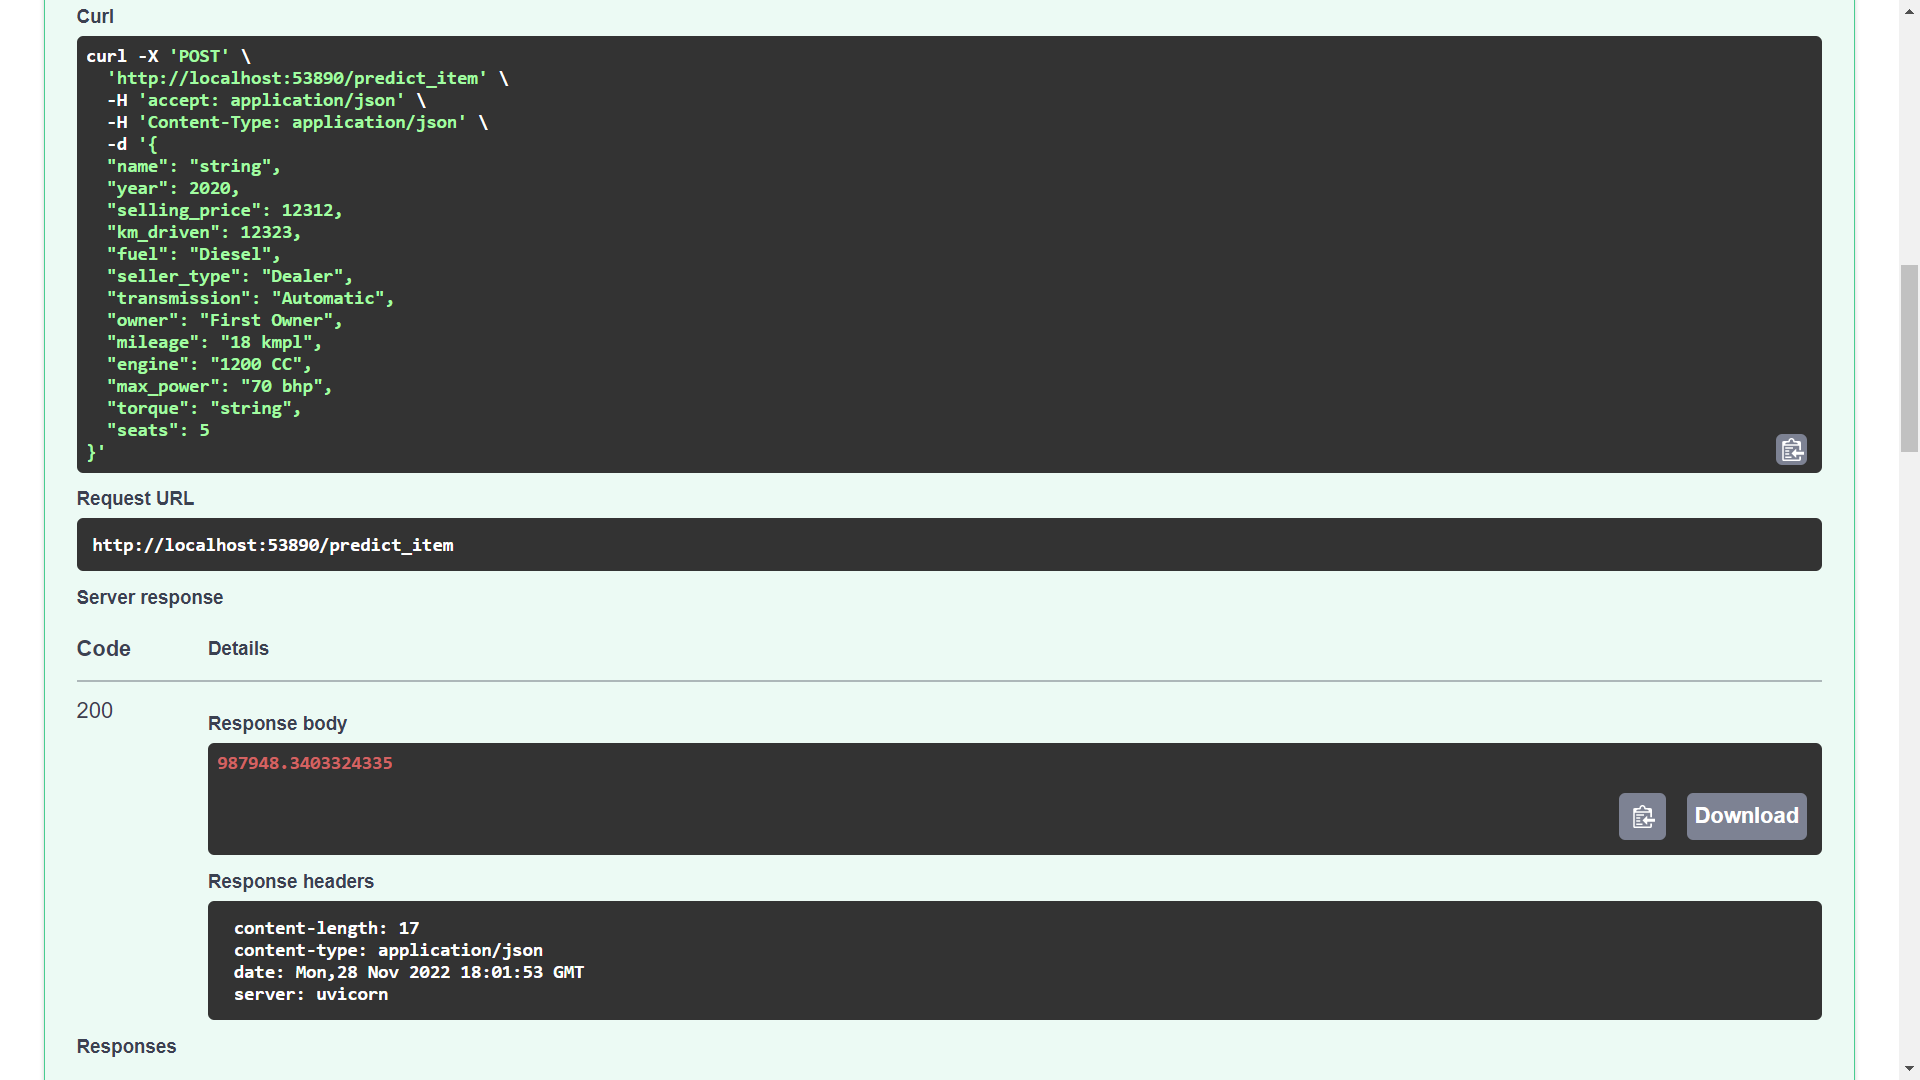 Curl
curl -X 'POST' \
  'http://localhost:53890/predict_item' \
  -H 'accept: application/json' \
  -H 'Content-Type: application/json' \
  -d '{
  "name": "string",
  "year": 2020,
  "selling_price": 12312,
  "km_driven": 12323,
  "fuel": "Diesel",
  "seller_type": "Dealer",
  "transmission": "Automatic",
  "owner": "First Owner",
  "mileage": "18 kmpl",
  "engine": "1200 CC",
  "max_power": "70 bhp",
  "torque": "string",
  "seats": 5
}'
Request URL
http://localhost:53890/predict_item
Server response
Code Details
200
Response body
987948.3403324335
Download
Response headers
content-length: 17
content-type: application/json
date: Mon,28 Nov 2022 18:01:53 GMT
server: uvicorn
Responses